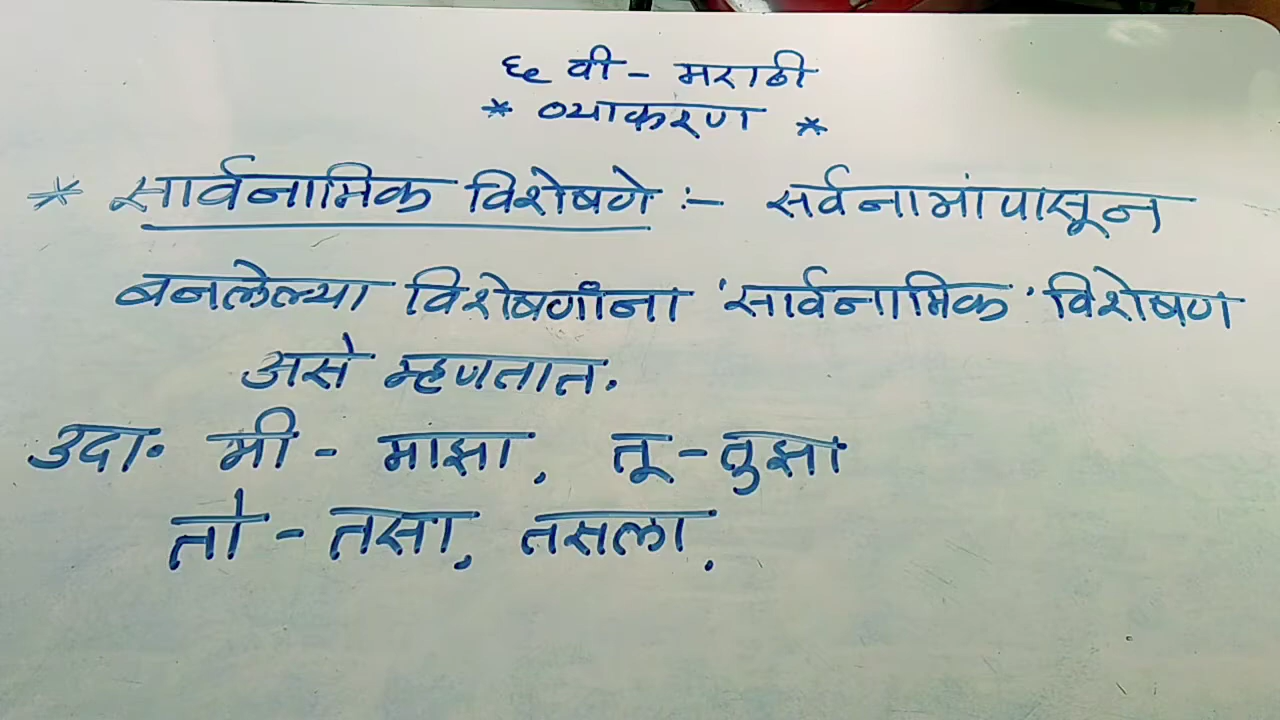 ६ वी - मराठी
* व्याकरण *
* सार्वनामिक विशेषणे :- सर्वनामांपासून
बनलेल्या विशेषणांना 'सार्वनामिक' विशेषण
असे म्हणतात.
उदा. मी - माझा, तू - तुझा
तो - तसा, तसला,